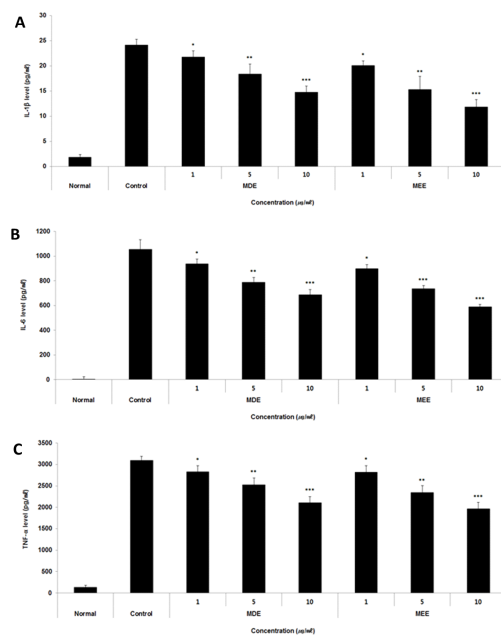 A
IL-1β level (pg/㎖)
30
25
20
15
10
5
0
* ** *** * ** ***
1 5 10 1 5 10
Normal Control MDE MEE
Concentration (㎍/㎖)
B
IL-6 level (pg/㎖)
1200
1000
800
600
400
200
0
* ** *** * *** ***
1 5 10 1 5 10
Normal Control MDE MEE
Concentration (㎍/㎖)
C
TNF-α level (pg/㎖)
3500
3000
2500
2000
1500
1000
500
0
* ** *** * ** ***
1 5 10 1 5 10
Normal Control MDE MEE
Concentration (㎍/㎖)